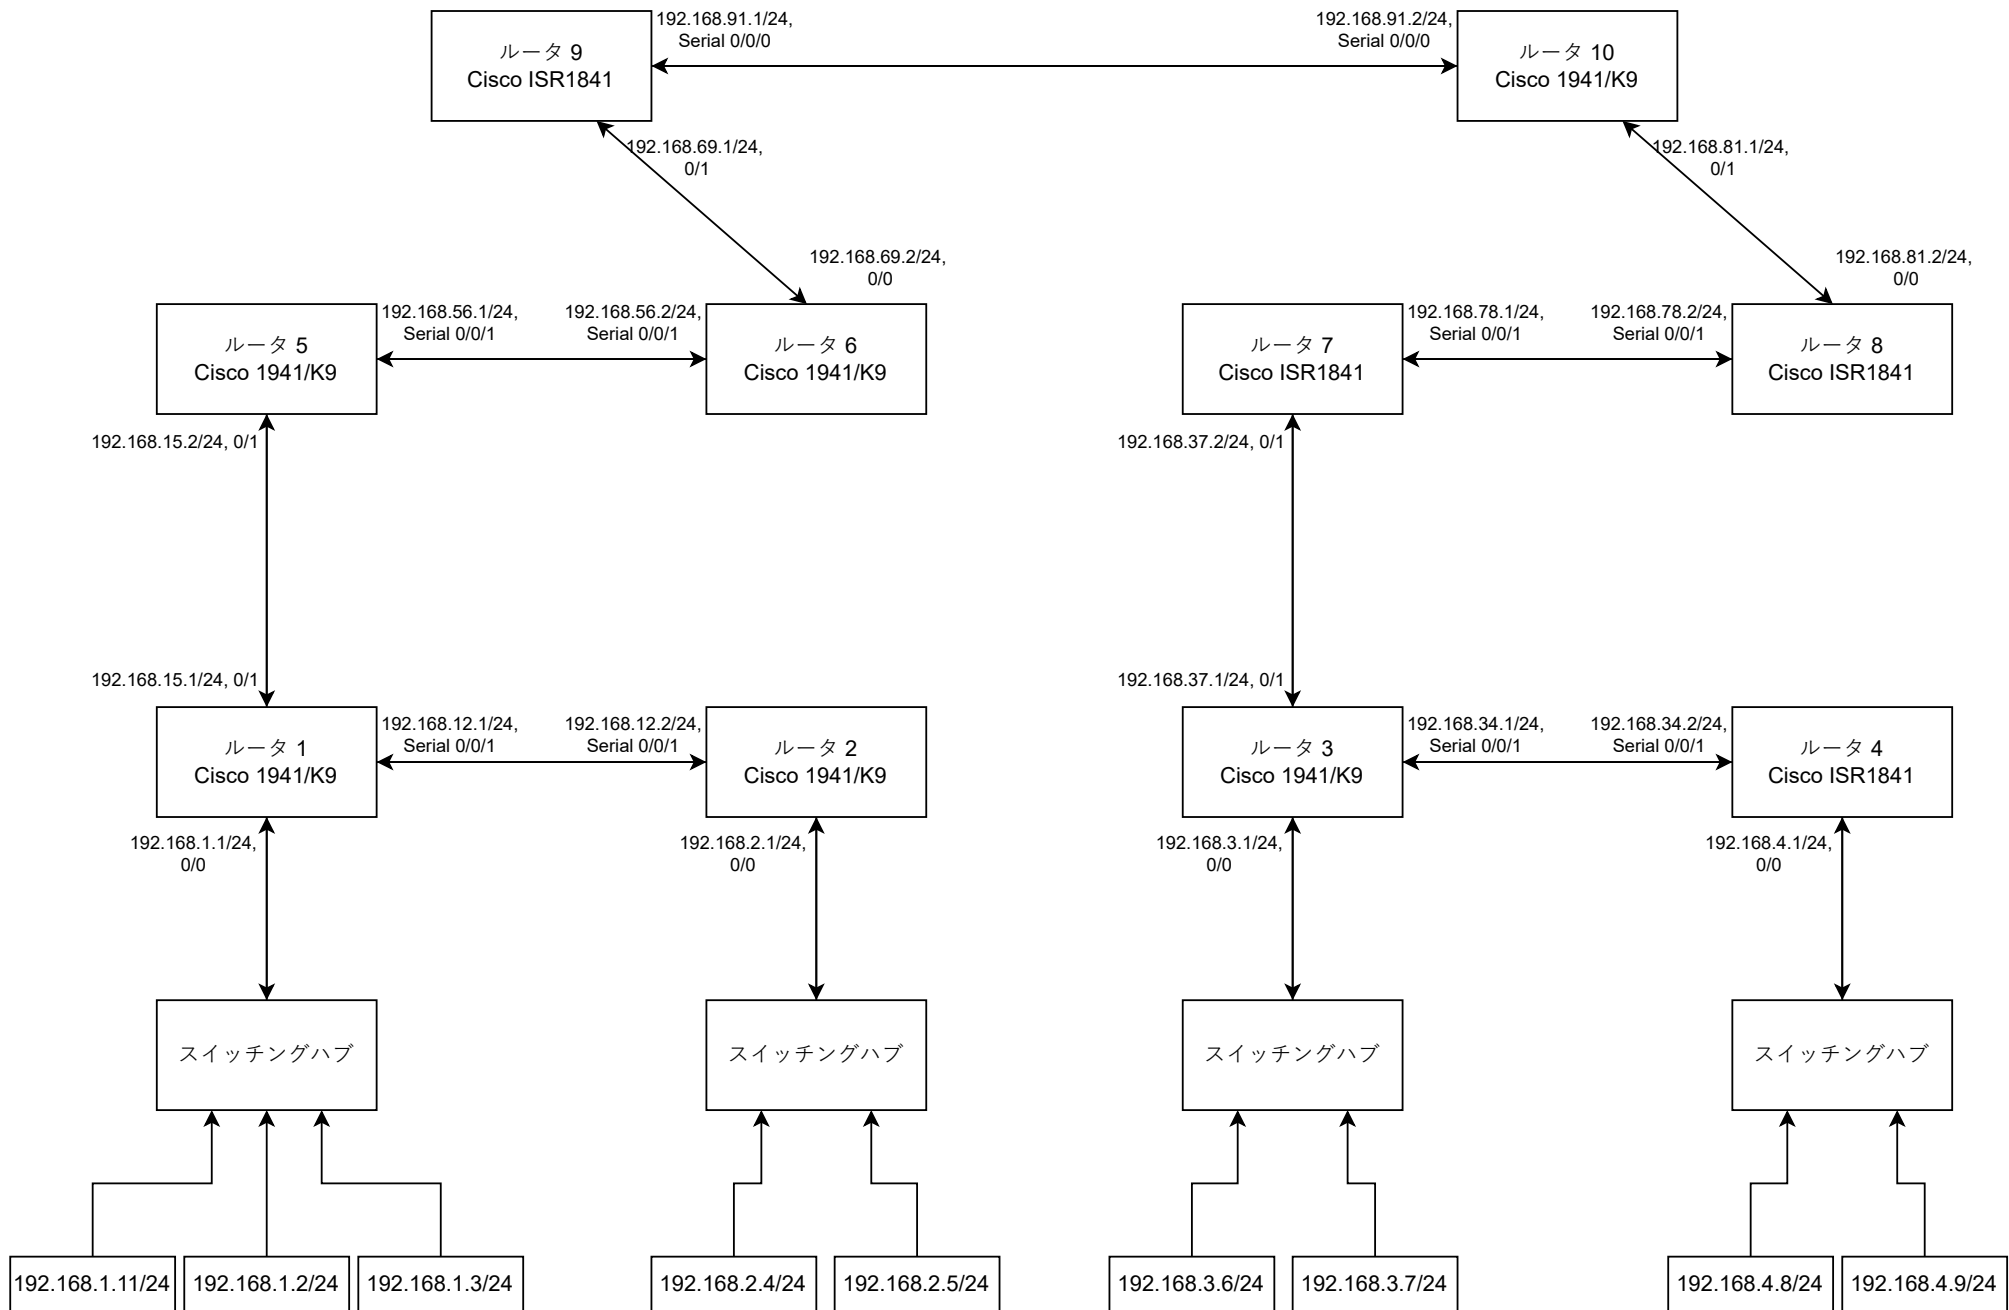 192.168.91.1/24,
Serial 0/0/0
192.168.91.2/24,
Serial 0/0/0
ルータ 9
Cisco ISR1841
ルータ 10
Cisco 1941/K9
192.168.69.1/24,
0/1
192.168.81.1/24,
0/1
192.168.69.2/24,
0/0
192.168.81.2/24,
0/0
ルータ 5
Cisco 1941/K9
192.168.56.1/24,
Serial 0/0/1
192.168.56.2/24,
Serial 0/0/1
ルータ 6
Cisco 1941/K9
ルータ 7
Cisco ISR1841
192.168.78.1/24,
Serial 0/0/1
192.168.78.2/24,
Serial 0/0/1
ルータ 8
Cisco ISR1841
192.168.15.2/24, 0/1
192.168.37.2/24, 0/1
192.168.15.1/24, 0/1
192.168.37.1/24, 0/1
ルータ 1
Cisco 1941/K9
192.168.12.1/24,
Serial 0/0/1
192.168.12.2/24,
Serial 0/0/1
ルータ 2
Cisco 1941/K9
ルータ 3
Cisco 1941/K9
192.168.34.1/24,
Serial 0/0/1
192.168.34.2/24,
Serial 0/0/1
ルータ 4
Cisco ISR1841
192.168.1.1/24,
0/0
192.168.2.1/24,
0/0
192.168.3.1/24,
0/0
192.168.4.1/24,
0/0
スイッチングハブ
スイッチングハブ
スイッチングハブ
スイッチングハブ
192.168.1.11/24
192.168.1.2/24
192.168.1.3/24
192.168.2.4/24
192.168.2.5/24
192.168.3.6/24
192.168.3.7/24
192.168.4.8/24
192.168.4.9/24